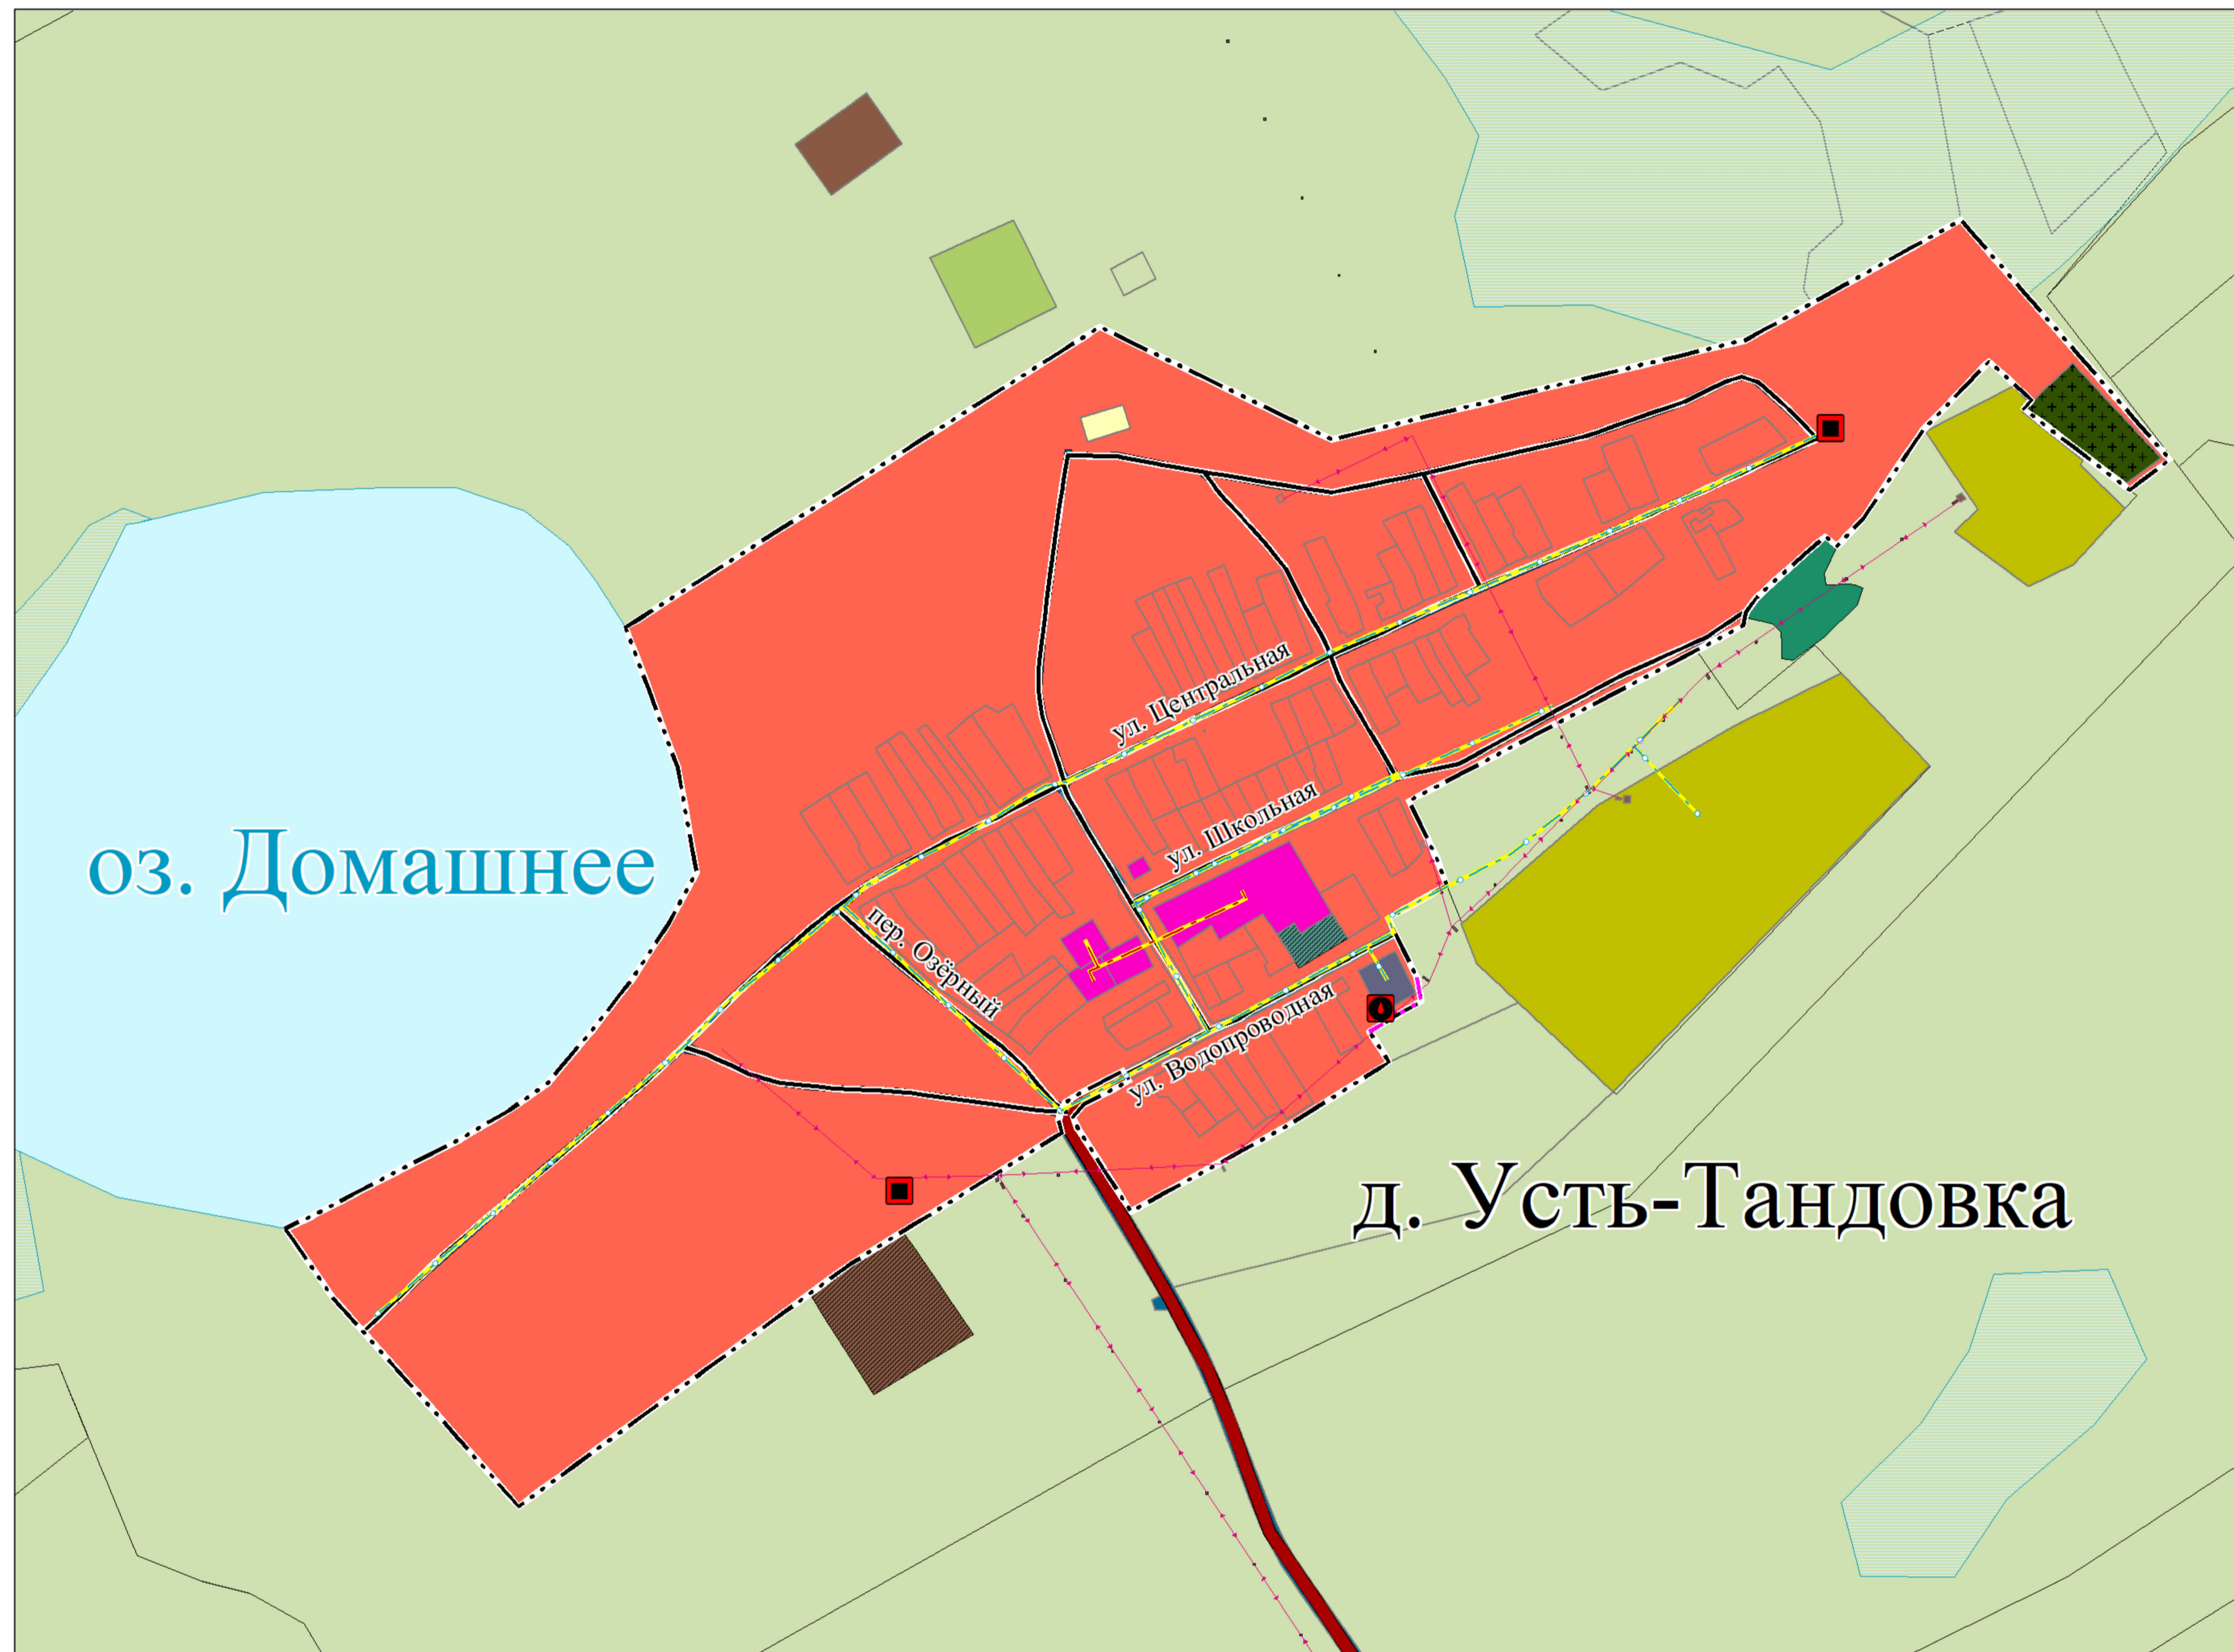 ул. Центральная
ул. Школьная
оз. Домашнее
пер. Озёрный
ул. Водопроводная
д. Усть-Тандовка